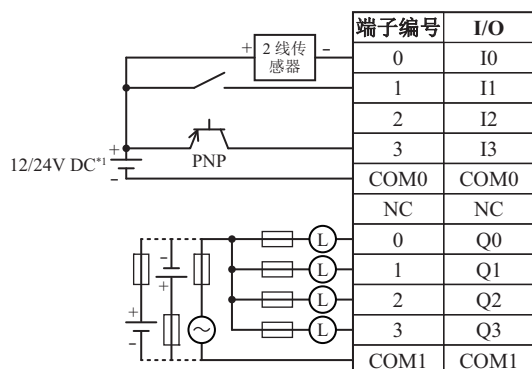 端子编号 I/O
+ 2 线传感器 −
0 I0
1 I1
2 I2
3 I3
PNP
+
12/24V DC*1
−
COM0 COM0
NC NC
L 0 Q0
L 1 Q1
− +
L 2 Q2
+ −
L 3 Q3
COM1 COM1